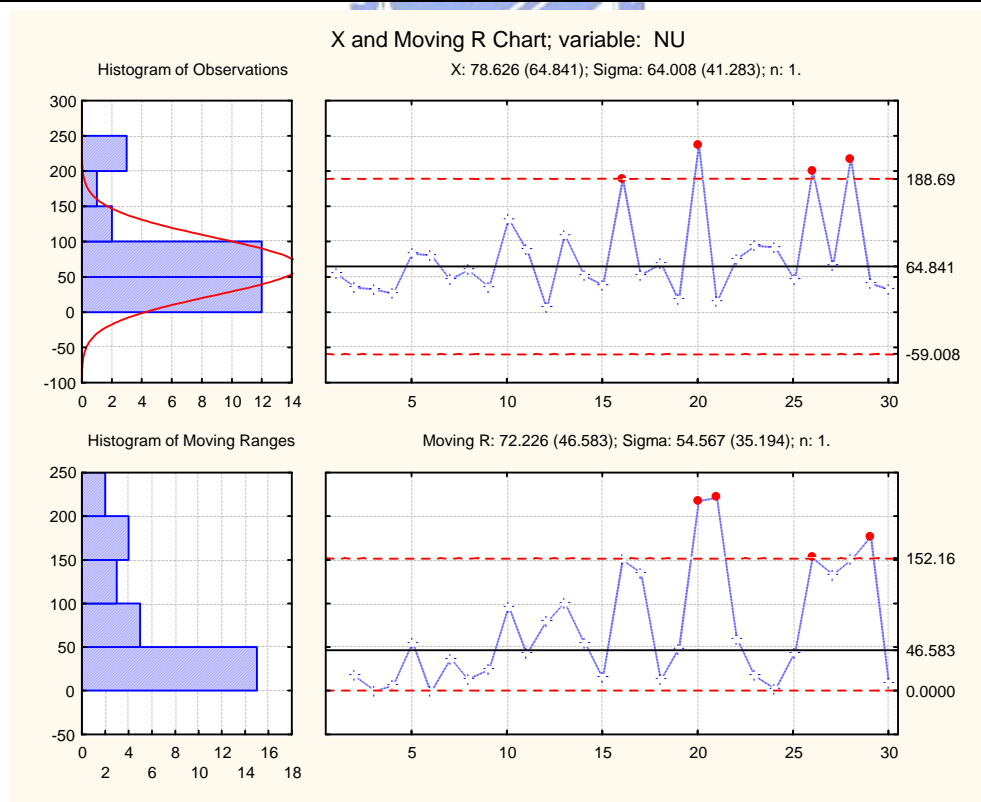 X and Moving R Chart; variable: NU
Histogram of Observations
X: 78.626 (64.841); Sigma: 64.008 (41.283); n: 1.
300
250
200
150
100
50
0
-50
-100
0 2 4 6 8 10 12 14
188.69
64.841
-59.008
5 10 15 20 25 30
Histogram of Moving Ranges
Moving R: 72.226 (46.583); Sigma: 54.567 (35.194); n: 1.
250
200
150
100
50
0
-50
0 4 8 12 16
2 6 10 14 18
152.16
46.583
0.0000
5 10 15 20 25 30